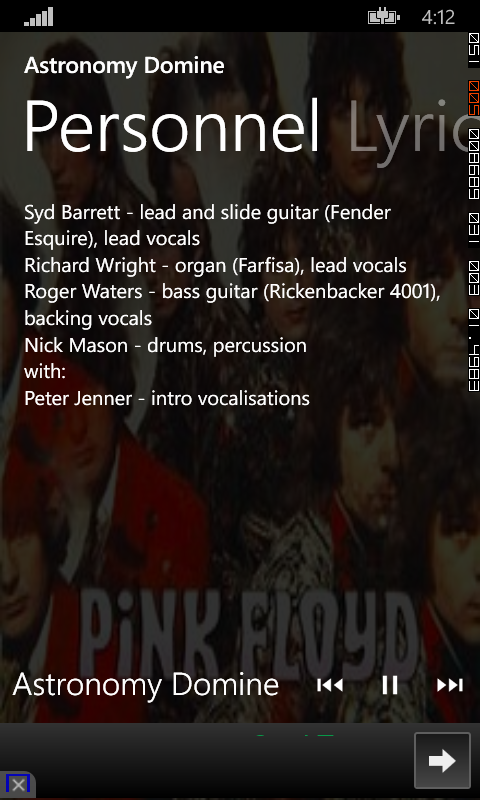 4:12
Astronomy Domine
Personnel Lyric
Syd Barrett - lead and slide guitar (Fender
Esquire), lead vocals
Richard Wright - organ (Farfisa), lead vocals
Roger Waters - bass guitar (Rickenbacker 4001),
backing vocals
Nick Mason - drums, percussion
with:
Peter Jenner - intro vocalisations
PINK FLOYD
Astronomy Domine